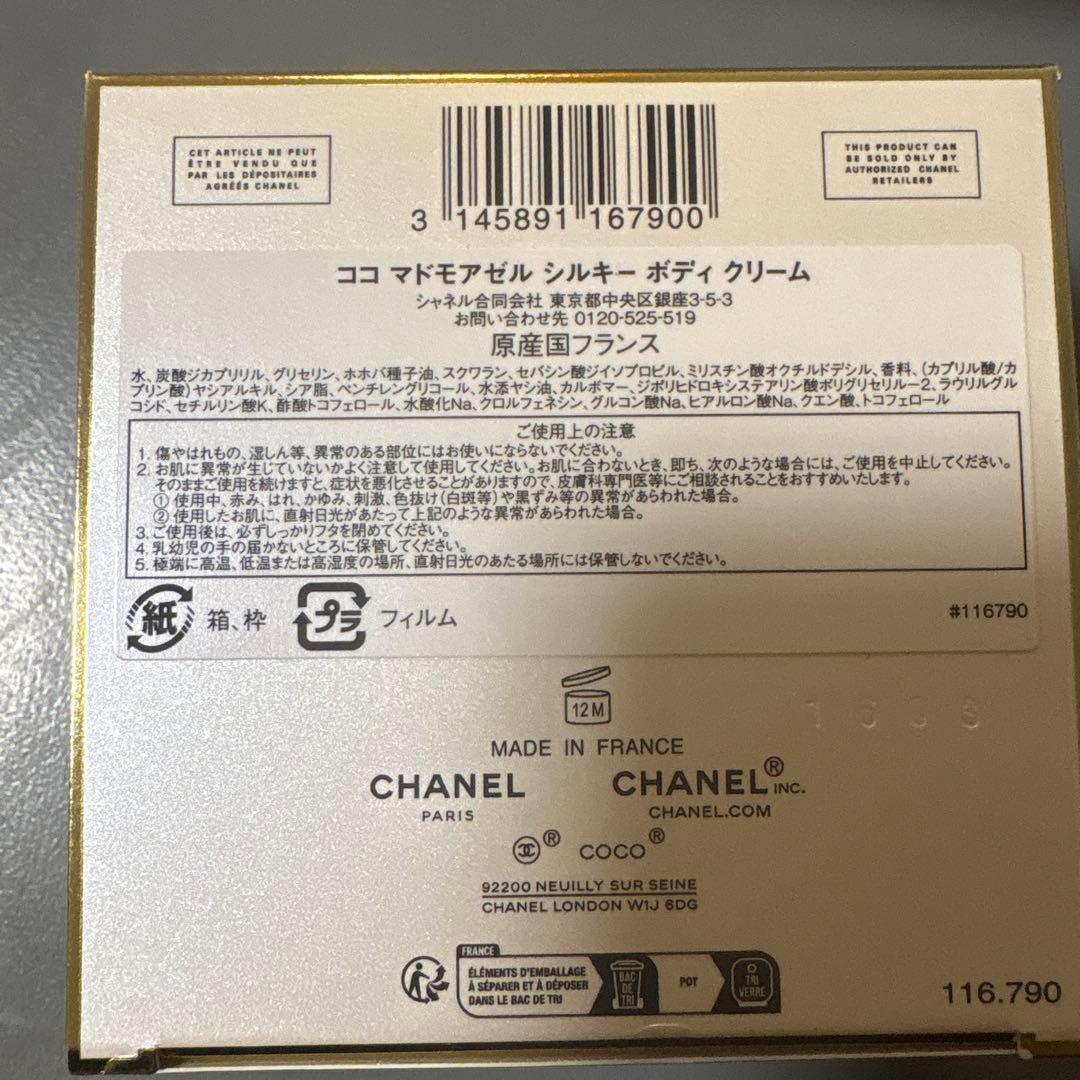 CET ARTICLE NE PEUT
ÊTRE VENDU QUE
PAR LES DÉPOSITAIRES
AGRÉÉS CHANEL
THIS PRODUCT CAN
BE SOLD ONLY BY
AUTHORIZED CHANEL
RETAILERS
3 145891 167900
ココ マドモアゼル シルキー ボディ クリーム
シャネル合同会社 東京都中央区銀座3-5-3
お問い合わせ先 0120-525-519
原産国フランス
水、炭酸ジカプリリル、グリセリン、ホホバ種子油、スクワラン、セバシン酸ジイソプロピル、ミリスチン酸オクチルドデシル、香料、(カプリル酸/カ
プリン酸)ヤシアルキル、シア脂、ペンチレングリコール、水添ヤシ油、カルボマー、ジポリヒドロキシステアリン酸ポリグリセリル-2、ラウリルグル
コシド、セチルリン酸K、酢酸トコフェロール、水酸化Na、クロルフェネシン、グルコン酸Na、ヒアルロン酸Na、クエン酸、トコフェロール
ご使用上の注意
1. 傷やはれもの、湿しん等、異常のある部位にはお使いにならないでください。
2. お肌に異常が生じていないかよく注意して使用してください。お肌に合わないとき、即ち、次のような場合には、ご使用を中止してください。
そのままご使用を続けますと、症状を悪化させることがありますので、皮膚科専門医等にご相談されることをおすすめいたします。
① 使用中、赤み、はれ、かゆみ、刺激、色抜け(白斑等)や黒ずみ等の異常があらわれた場合。
② 使用したお肌に、直射日光があたって上記のような異常があらわれた場合。
3. ご使用後は、必ずしっかりフタを閉めてください。
4. 乳幼児の手の届かないところに保管してください。
5. 極端に高温、低温または高湿度の場所、直射日光のあたる場所には保管しないでください。
紙 箱、枠 プラ フィルム
#116790
12 M
MADE IN FRANCE
CHANEL
PARIS
CHANEL® INC.
CHANEL.COM
® COCO®
92200 NEUILLY SUR SEINE
CHANEL LONDON W1J 6DG
FRANCE
ÉLÉMENTS D'EMBALLAGE
À SÉPARER ET À DÉPOSER
DANS LE BAC DE TRI
BAC
DE
TRI
POT
TRI
VERRE
116.790